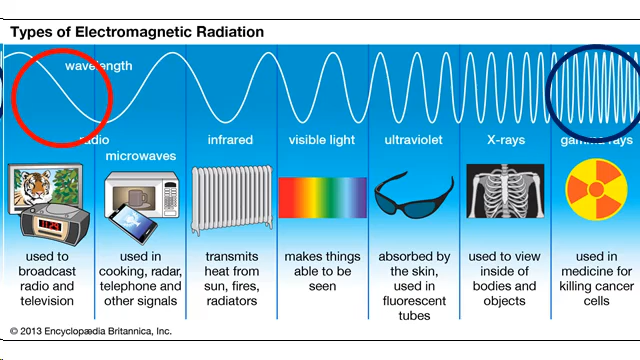 Types of Electromagnetic Radiation
wavelength
radio
microwaves
infrared
visible light
ultraviolet
X-rays
gamma rays
11:29
used to
broadcast
radio and
television
used in
cooking, radar,
telephone and
other signals
transmits
heat from
sun, fires,
radiators
makes things
able to be
seen
absorbed by
the skin,
used in
fluorescent
tubes
used to view
inside of
bodies and
objects
used in
medicine for
killing cancer
cells
© 2013 Encyclopædia Britannica, Inc.